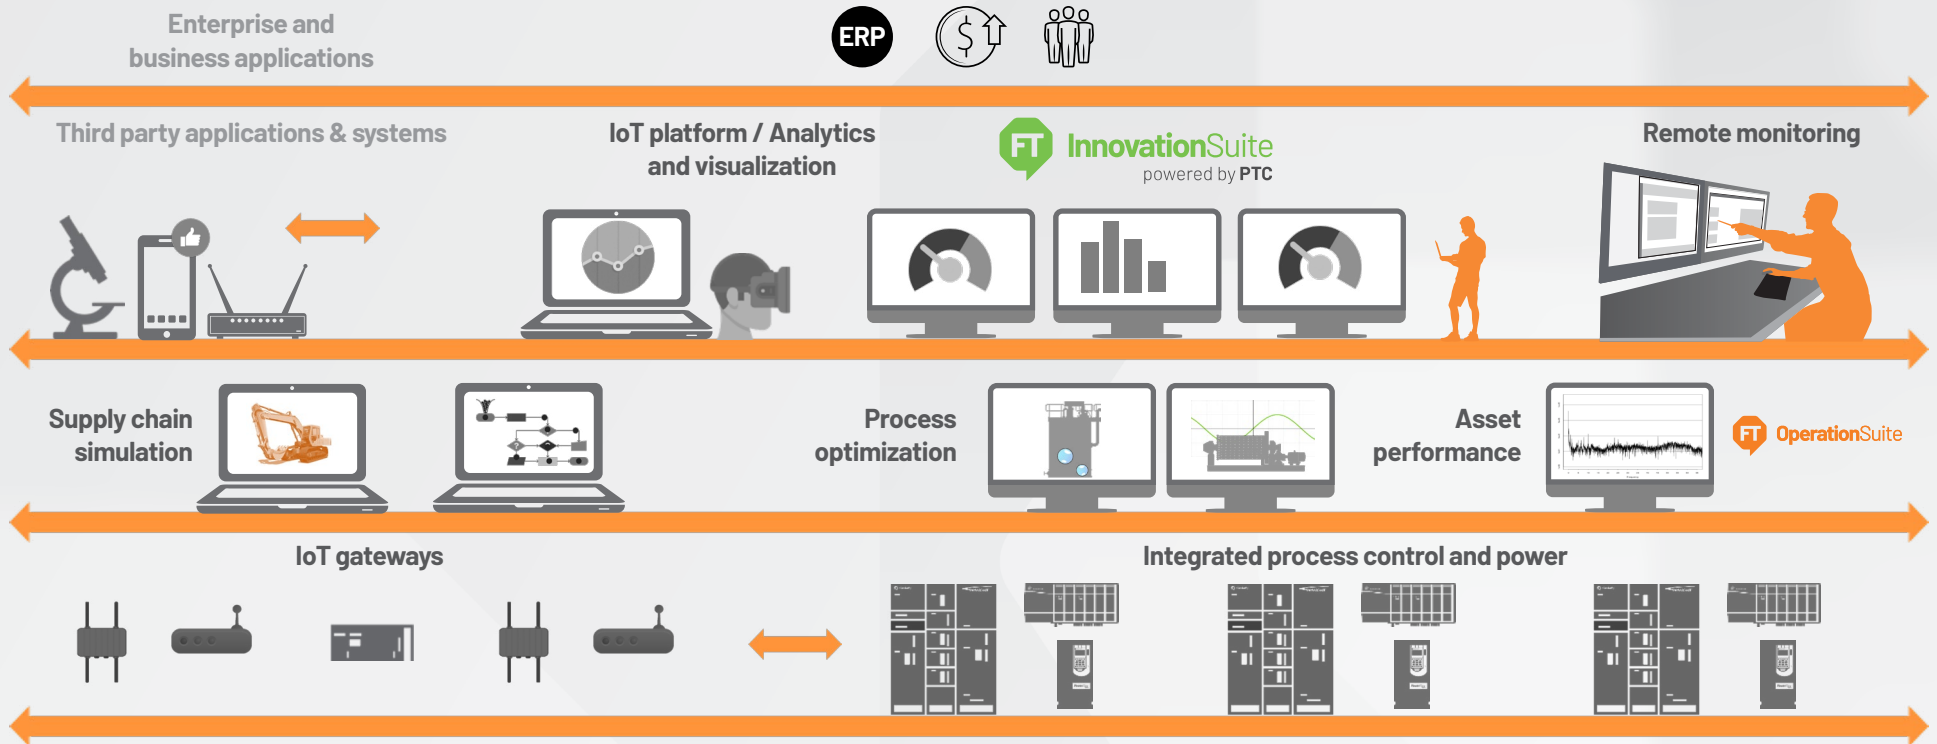 Enterprise and
business applications
ERP
$
Third party applications & systems
IoT platform / Analytics
and visualization
FT InnovationSuite
powered by PTC
Remote monitoring
Supply chain
simulation
Process
optimization
Asset
performance
FT OperationSuite
IoT gateways
Integrated process control and power